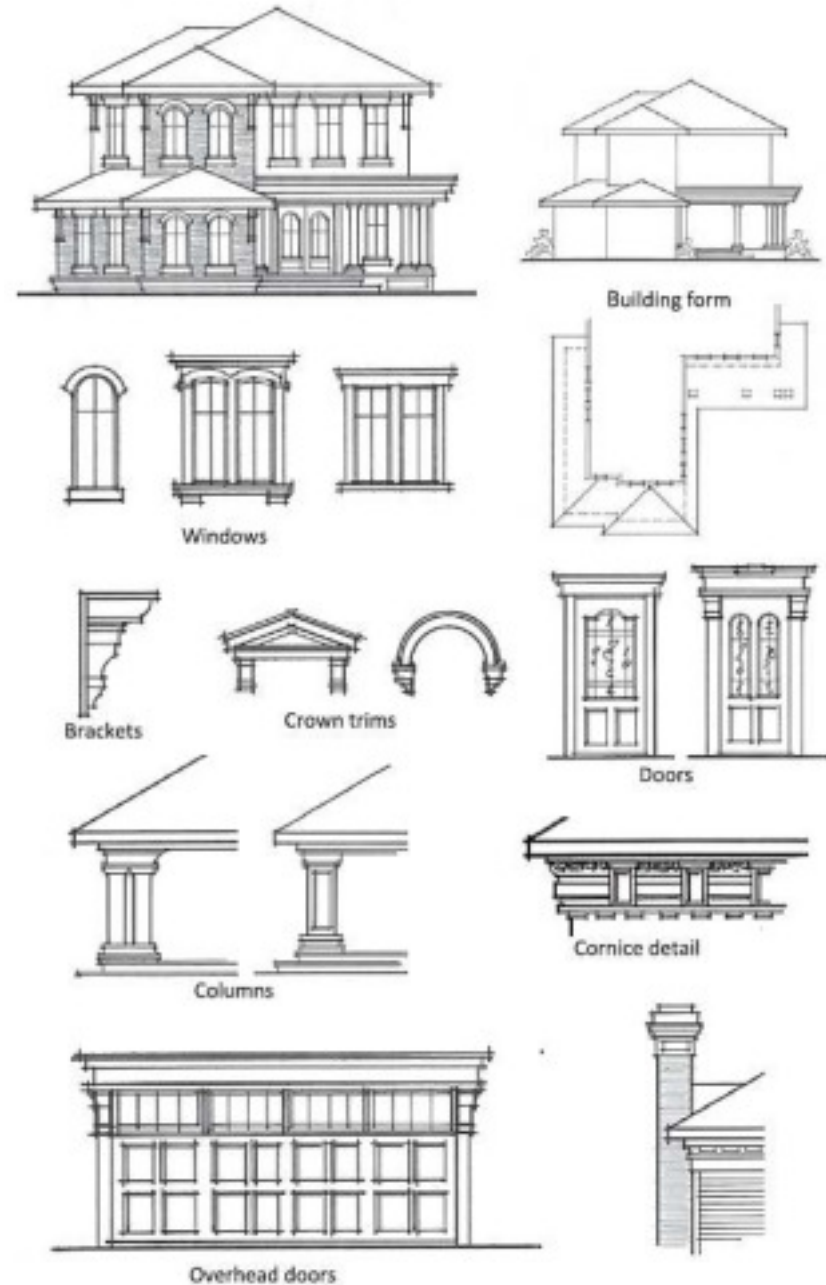 Building form
Windows
Brackets
Crown trims
Doors
Cornice detail
Columns
Overhead doors